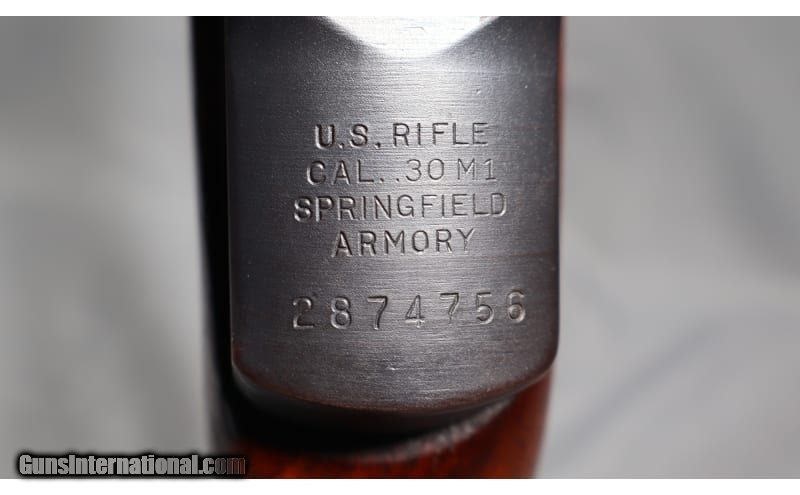 U.S. RIFLE
CAL..30 M1
SPRINGFIELD
ARMORY
2874756
GunsInternational.com